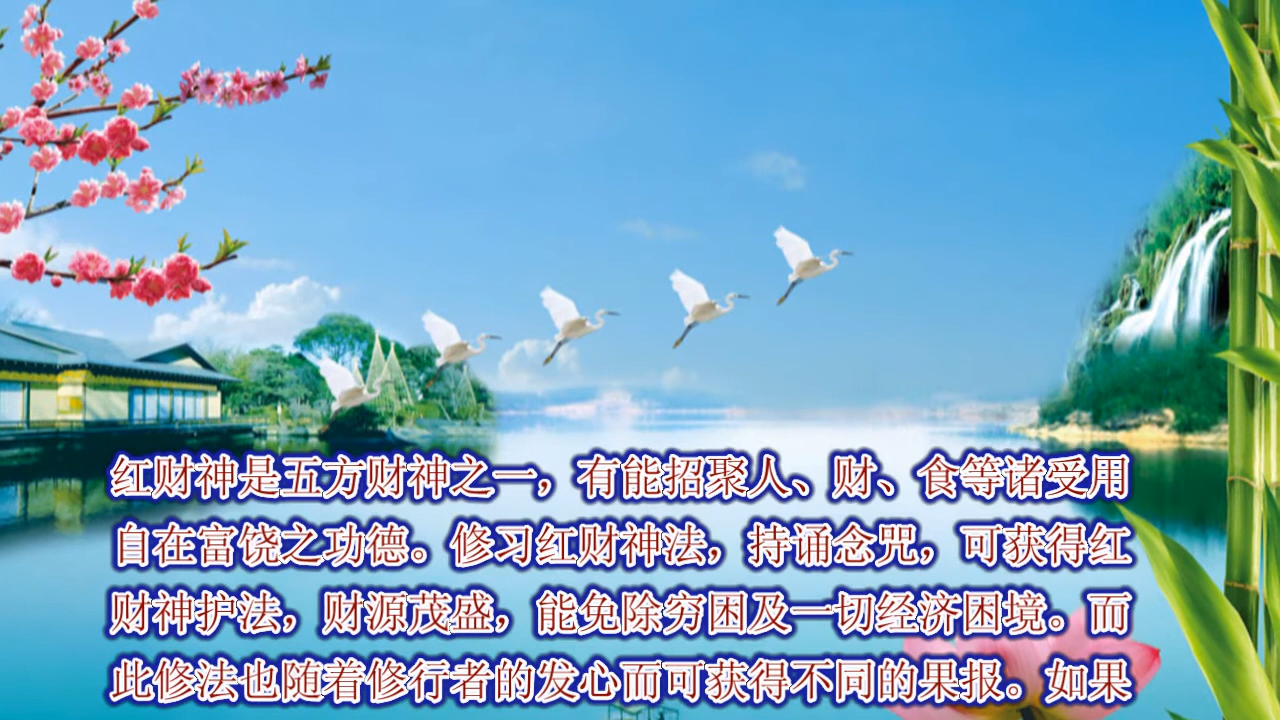 红财神是五方财神之一，有能招聚人、财、食等诸受用
自在富饶之功德。修习红财神法，持诵念咒，可获得红
财神护法，财源茂盛，能免除穷困及一切经济困境。而
此修法也随着修行者的发心而可获得不同的果报。如果